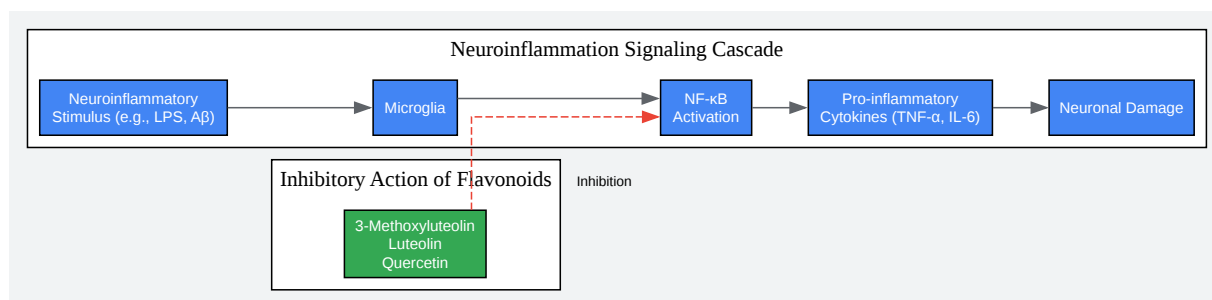 Neuroinflammation Signaling Cascade
Neuroinflammatory
Stimulus (e.g., LPS, Aβ)
Microglia
NF-κB
Activation
Pro-inflammatory
Cytokines (TNF-α, IL-6)
Neuronal Damage
Inhibitory Action of Flavonoids
Inhibition
3-Methoxyluteolin
Luteolin
Quercetin